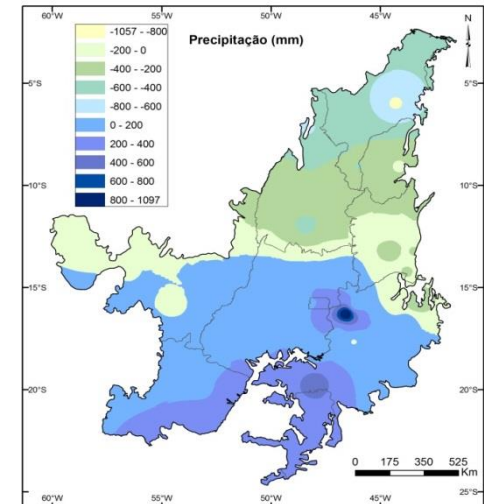 60°W 55°W 50°W 45°W
Precipitação (mm)
N
-1057 - -800
-200 - 0
-400 - -200
-600 - -400
-800 - -600
0 - 200
200 - 400
400 - 600
600 - 800
800 - 1097
5°S
10°S 10°S
15°S 15°S
20°S 20°S
0 175 350 525
Km
25°S
60°W 55°W 50°W 45°W